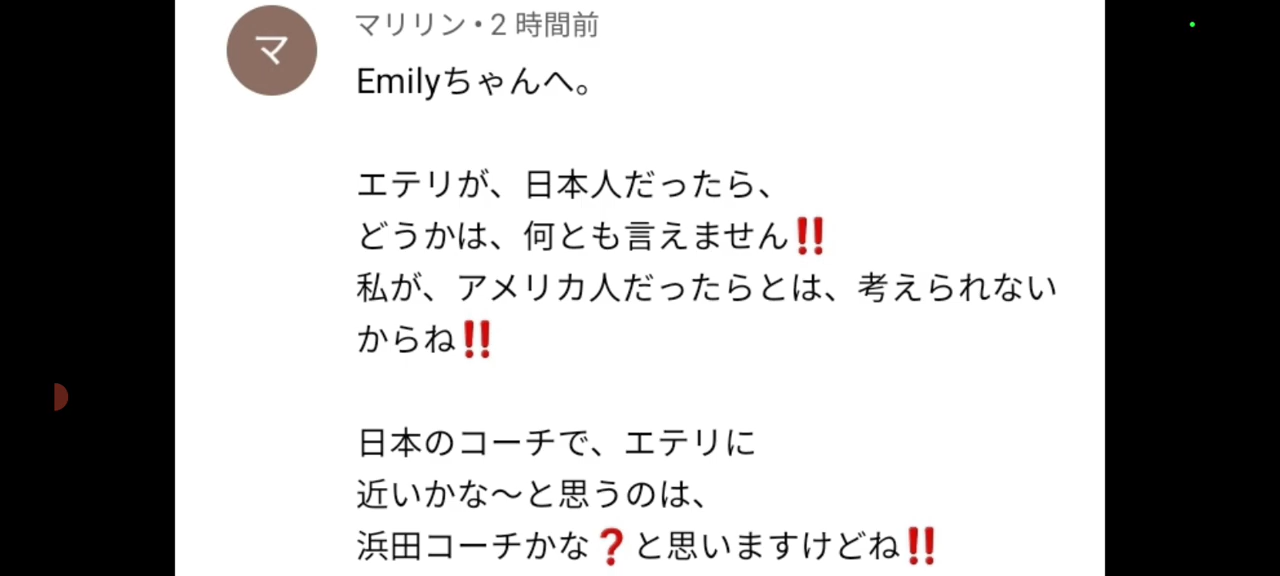 マ
マリリン • 2 時間前
Emilyちゃんへ。
エテリが、日本人だったら、
どうかは、何とも言えません‼
私が、アメリカ人だったらとは、考えられない
からね‼
日本のコーチで、エテリに
近いかな〜と思うのは、
浜田コーチかな❓と思いますけどね‼